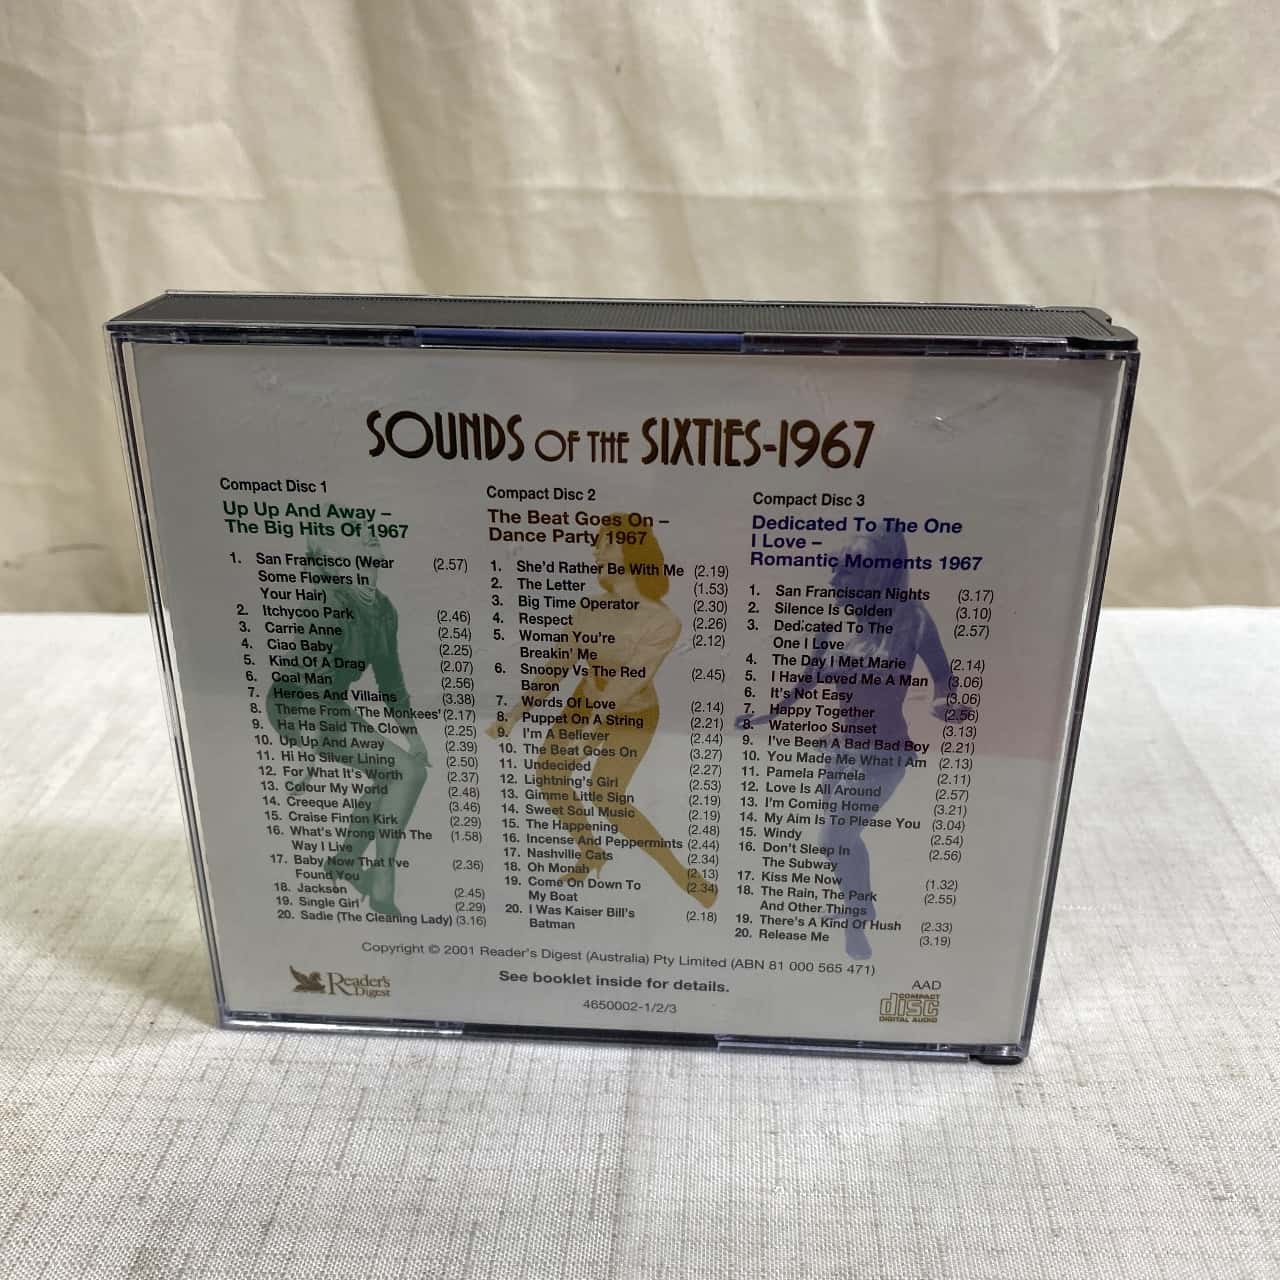 SOUNDS OF THE SIXTIES-1967
Compact Disc 1
Up Up And Away –
The Big Hits Of 1967
1. San Francisco (Wear (2.57)
Some Flowers In
Your Hair)
2. Itchycoo Park (2.46)
3. Carrie Anne (2.54)
4. Ciao Baby (2.25)
5. Kind Of A Drag (2.07)
6. Coal Man (2.56)
7. Heroes And Villains (3.38)
8. Theme From 'The Monkees' (2.17)
9. Ha Ha Said The Clown (2.25)
10. Up Up And Away (2.39)
11. Hi Ho Silver Lining (2.50)
12. For What It's Worth (2.37)
13. Colour My World (2.48)
14. Creeque Alley (3.46)
15. Craise Finton Kirk (2.29)
16. What's Wrong With The (1.58)
Way I Live
17. Baby Now That I've (2.36)
Found You
18. Jackson (2.45)
19. Single Girl (2.29)
20. Sadie (The Cleaning Lady) (3.16)
Compact Disc 2
The Beat Goes On –
Dance Party 1967
1. She'd Rather Be With Me (2.19)
2. The Letter (1.53)
3. Big Time Operator (2.30)
4. Respect (2.26)
5. Woman You're (2.12)
Breakin' Me
6. Snoopy Vs The Red (2.45)
Baron
7. Words Of Love (2.14)
8. Puppet On A String (2.21)
9. I'm A Believer (2.44)
10. The Beat Goes On (3.27)
11. Undecided (2.27)
12. Lightning's Girl (2.53)
13. Gimme Little Sign (2.19)
14. Sweet Soul Music (2.19)
15. The Happening (2.48)
16. Incense And Peppermints (2.44)
17. Nashville Cats (2.34)
18. Oh Monah (2.13)
19. Come On Down To (2.34)
My Boat
20. I Was Kaiser Bill's (2.18)
Batman
Compact Disc 3
Dedicated To The One
I Love –
Romantic Moments 1967
1. San Franciscan Nights (3.17)
2. Silence Is Golden (3.10)
3. Dedicated To The (2.57)
One I Love
4. The Day I Met Marie (2.14)
5. I Have Loved Me A Man (3.06)
6. It's Not Easy (3.06)
7. Happy Together (2.56)
8. Waterloo Sunset (3.13)
9. I've Been A Bad Bad Boy (2.21)
10. You Made Me What I Am (2.13)
11. Pamela Pamela (2.11)
12. Love Is All Around (2.57)
13. I'm Coming Home (3.21)
14. My Aim Is To Please You (3.04)
15. Windy (2.54)
16. Don't Sleep In (2.56)
The Subway
17. Kiss Me Now (1.32)
18. The Rain, The Park (2.55)
And Other Things
19. There's A Kind Of Hush (2.33)
20. Release Me (3.19)
Copyright © 2001 Reader's Digest (Australia) Pty Limited (ABN 81 000 565 471)
See booklet inside for details.
4650002-1/2/3
Reader's
Digest
AAD
COMPACT
disc
DIGITAL AUDIO